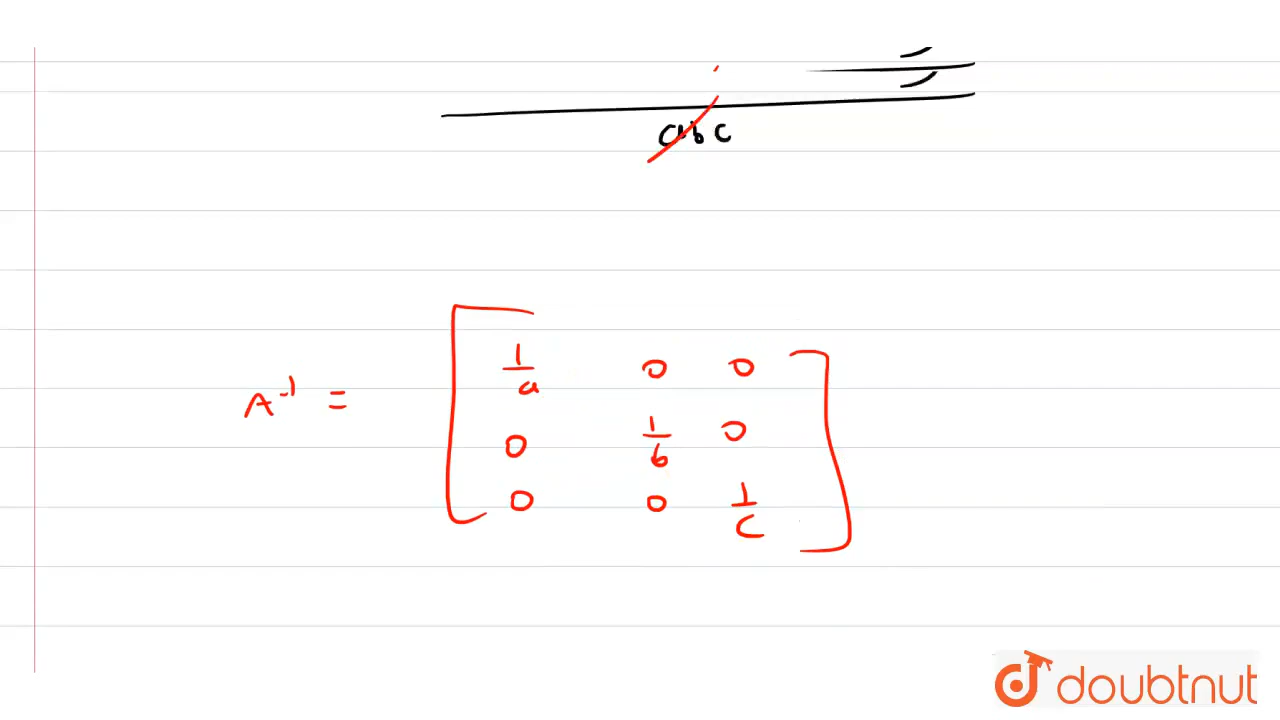 abc
A⁻¹ =
1/a 0 0
0 1/b 0
0 0 1/c
doubtnut